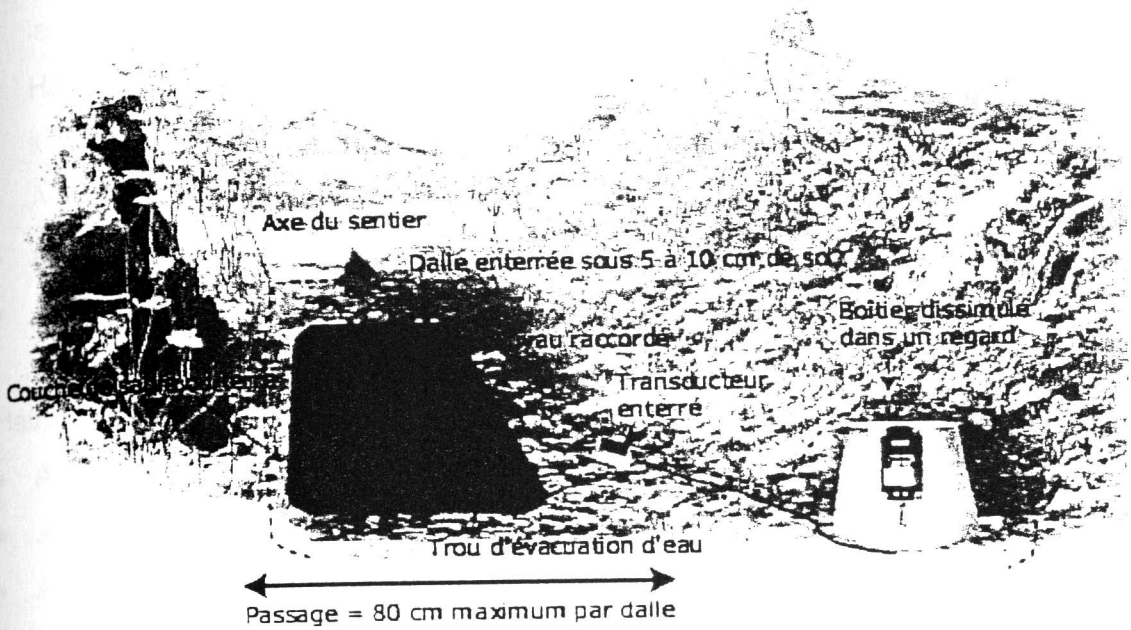 Axe du sentier
Dalle enterrée sous 5 à 10 cm de sol
Boitier dissimulé
dans un regard
raccordé
Transducteur
enterré
Trou d'évacuation d'eau
Passage = 80 cm maximum par dalle